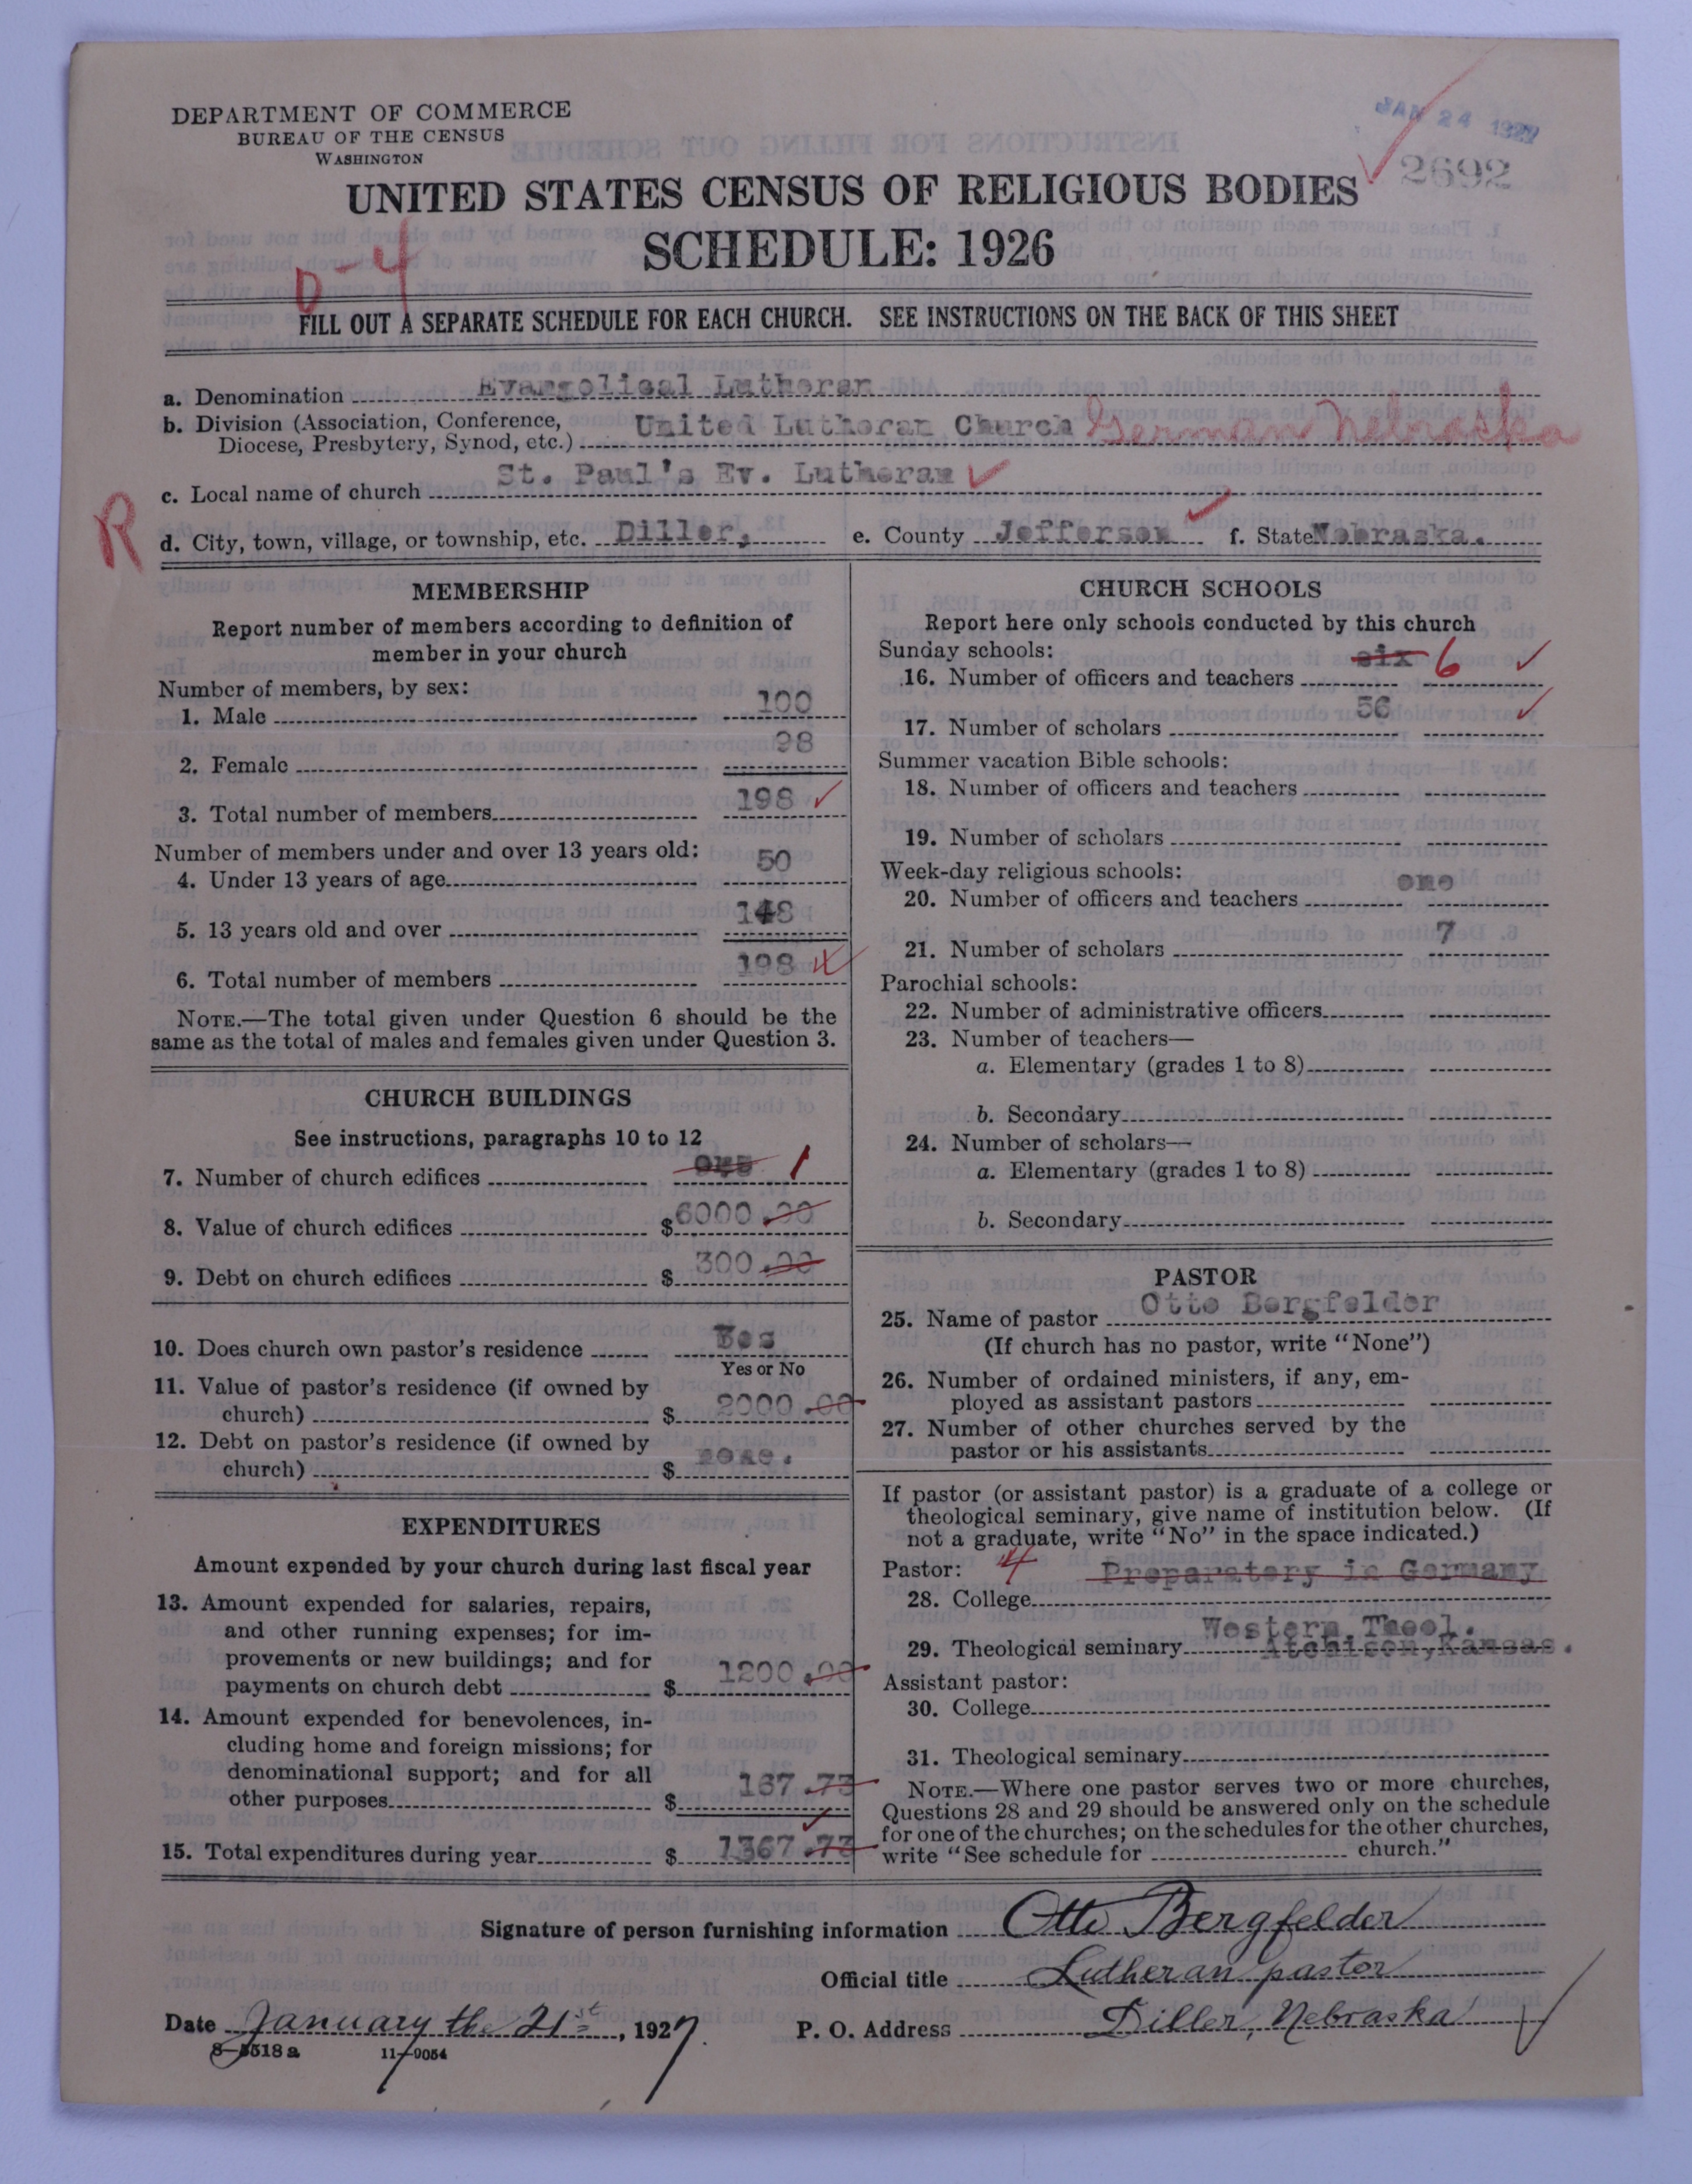 DEPARTMENT OF COMMERCE
BUREAU OF THE CENSUS
WASHINGTON
JAN 24 1927
2692
UNITED STATES CENSUS OF RELIGIOUS BODIES
SCHEDULE: 1926
D-4
FILL OUT A SEPARATE SCHEDULE FOR EACH CHURCH. SEE INSTRUCTIONS ON THE BACK OF THIS SHEET
a. Denomination Evangelical Lutheran
b. Division (Association, Conference,
Diocese, Presbytery, Synod, etc.) United Lutheran Church German Nebraska
c. Local name of church St. Paul's Ev. Lutheran
R
d. City, town, village, or township, etc. Diller, e. County Jefferson f. State Nebraska.
MEMBERSHIP
Report number of members according to definition of
member in your church
Number of members, by sex:
1. Male 100
2. Female 98
3. Total number of members 198
Number of members under and over 13 years old:
4. Under 13 years of age 50
5. 13 years old and over 148
6. Total number of members 198
NOTE.—The total given under Question 6 should be the
same as the total of males and females given under Question 3.
CHURCH BUILDINGS
See instructions, paragraphs 10 to 12
7. Number of church edifices one 1
8. Value of church edifices $6000.00
9. Debt on church edifices $300.00
10. Does church own pastor's residence Yes
Yes or No
11. Value of pastor's residence (if owned by
church) $2000.00
12. Debt on pastor's residence (if owned by
church) $none.
EXPENDITURES
Amount expended by your church during last fiscal year
13. Amount expended for salaries, repairs,
and other running expenses; for im-
provements or new buildings; and for
payments on church debt $1200.00
14. Amount expended for benevolences, in-
cluding home and foreign missions; for
denominational support; and for all
other purposes $167.73
15. Total expenditures during year $1367.73
CHURCH SCHOOLS
Report here only schools conducted by this church
Sunday schools:
16. Number of officers and teachers six 6
17. Number of scholars 56
Summer vacation Bible schools:
18. Number of officers and teachers
19. Number of scholars
Week-day religious schools:
20. Number of officers and teachers one
21. Number of scholars 7
Parochial schools:
22. Number of administrative officers
23. Number of teachers—
a. Elementary (grades 1 to 8)
b. Secondary
24. Number of scholars—
a. Elementary (grades 1 to 8)
b. Secondary
PASTOR
25. Name of pastor Otto Bergfelder
(If church has no pastor, write "None")
26. Number of ordained ministers, if any, em-
ployed as assistant pastors
27. Number of other churches served by the
pastor or his assistants
If pastor (or assistant pastor) is a graduate of a college or
theological seminary, give name of institution below. (If
not a graduate, write "No" in the space indicated.)
Pastor: 4 Preparatory in Germany
28. College
Western Theol.
29. Theological seminary Atchison, Kansas.
Assistant pastor:
30. College
31. Theological seminary
NOTE.—Where one pastor serves two or more churches,
Questions 28 and 29 should be answered only on the schedule
for one of the churches; on the schedules for the other churches,
write "See schedule for church."
Signature of person furnishing information Otto Bergfelder
Official title Lutheran pastor
Date January the 21st, 1927. P. O. Address Diller, Nebraska
8-5518a 11-9054